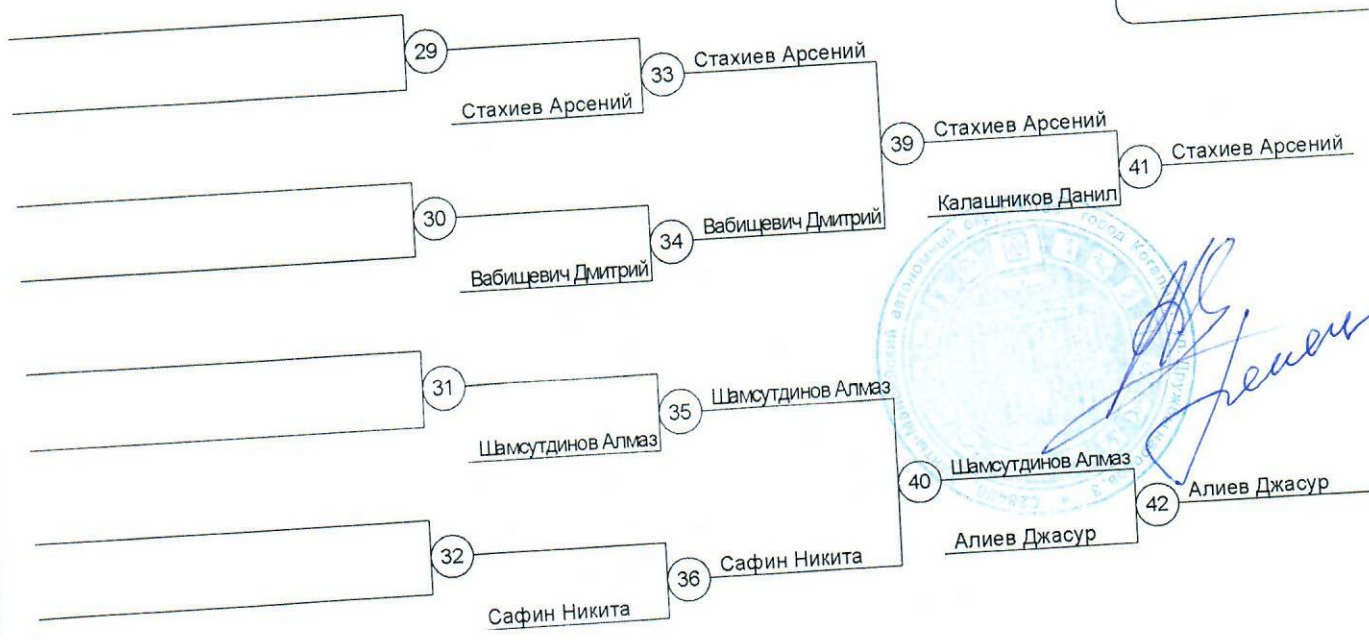 29
33
Стахиев Арсений
Стахиев Арсений
39
Стахиев Арсений
41
Стахиев Арсений
Калашников Данил
30
34
Вабищевич Дмитрий
Вабищевич Дмитрий
31
35
Шамсутдинов Алмаз
Шамсутдинов Алмаз
40
Шамсутдинов Алмаз
42
Алиев Джасур
Алиев Джасур
32
36
Сафин Никита
Сафин Никита
автономный
город